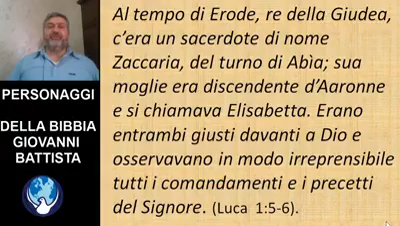 Al tempo di Erode, re della Giudea,
c'era un sacerdote di nome
Zaccaria, del turno di Abìa; sua
moglie era discendente d'Aaronne
e si chiamava Elisabetta. Erano
entrambi giusti davanti a Dio e
osservavano in modo irreprensibile
tutti i comandamenti e i precetti
del Signore. (Luca 1:5-6).
PERSONAGGI
DELLA BIBBIA
GIOVANNI
BATTISTA